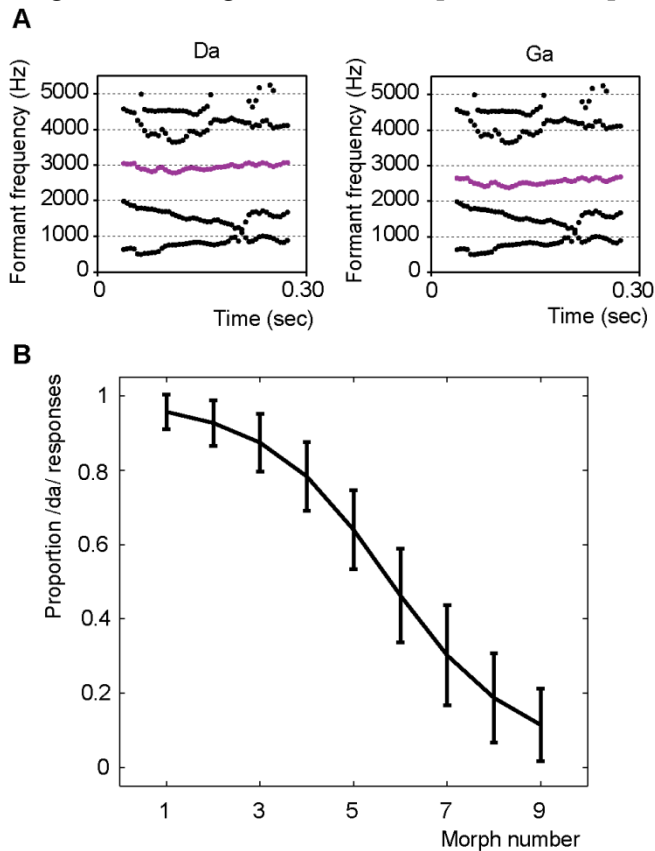 A
Da
Ga
Formant frequency (Hz)
5000
4000
3000
2000
1000
0
0
0.30
Time (sec)
Formant frequency (Hz)
5000
4000
3000
2000
1000
0
0
0.30
Time (sec)
B
Proportion /da/ responses
1
0.8
0.6
0.4
0.2
0
1
3
5
7
9
Morph number